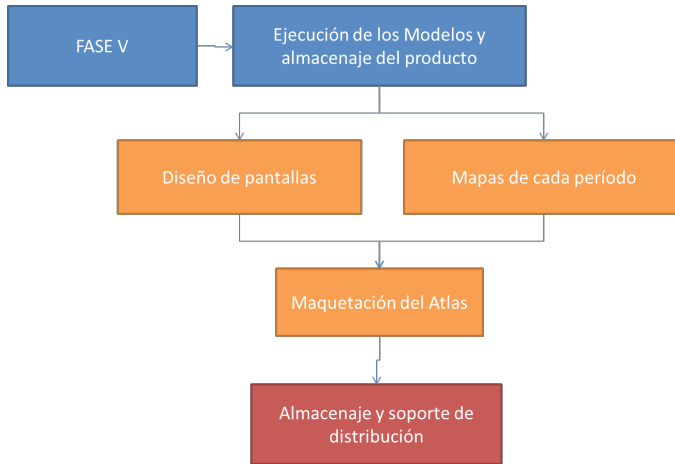 FASE V
Ejecución de los Modelos y
almacenaje del producto
Diseño de pantallas
Mapas de cada período
Maquetación del Atlas
Almacenaje y soporte de
distribución